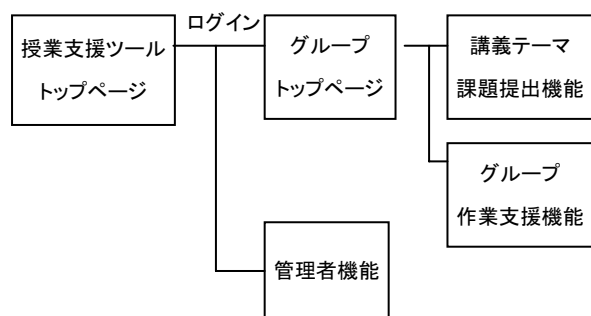 授業支援ツール
トップページ
ログイン
グループ
トップページ
講義テーマ
課題提出機能
グループ
作業支援機能
管理者機能